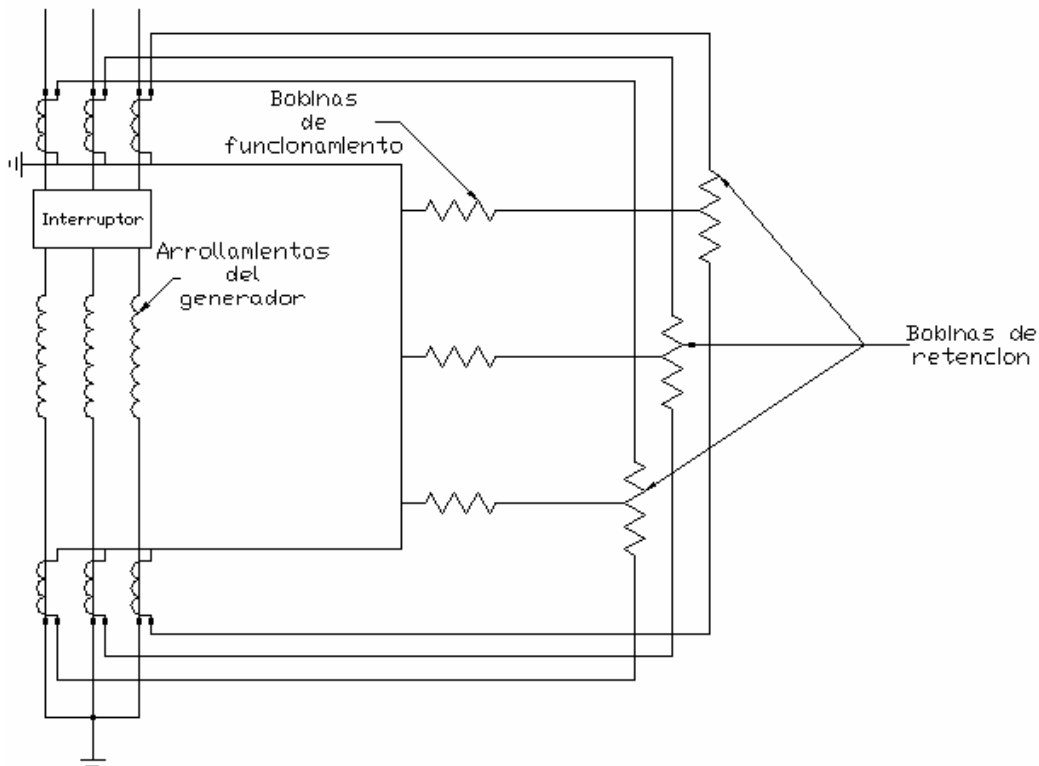 Bobinas
de
funcionamiento
Interruptor
Arrollamientos
del
generador
Bobinas de
retencion